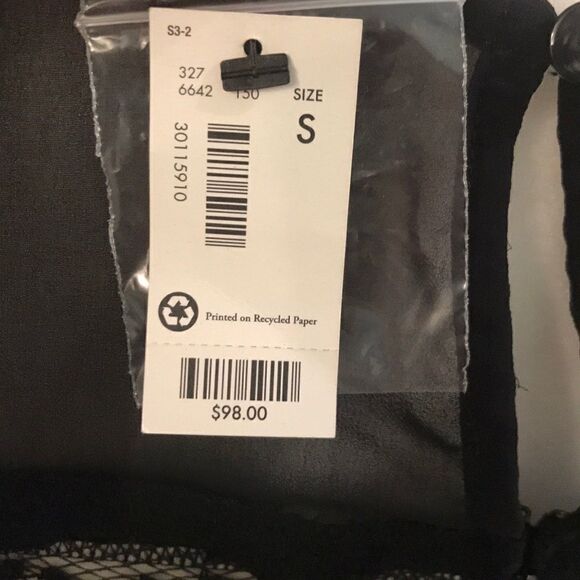 S3-2
327
6642 150 SIZE
S
30115910
Printed on Recycled Paper
$98.00